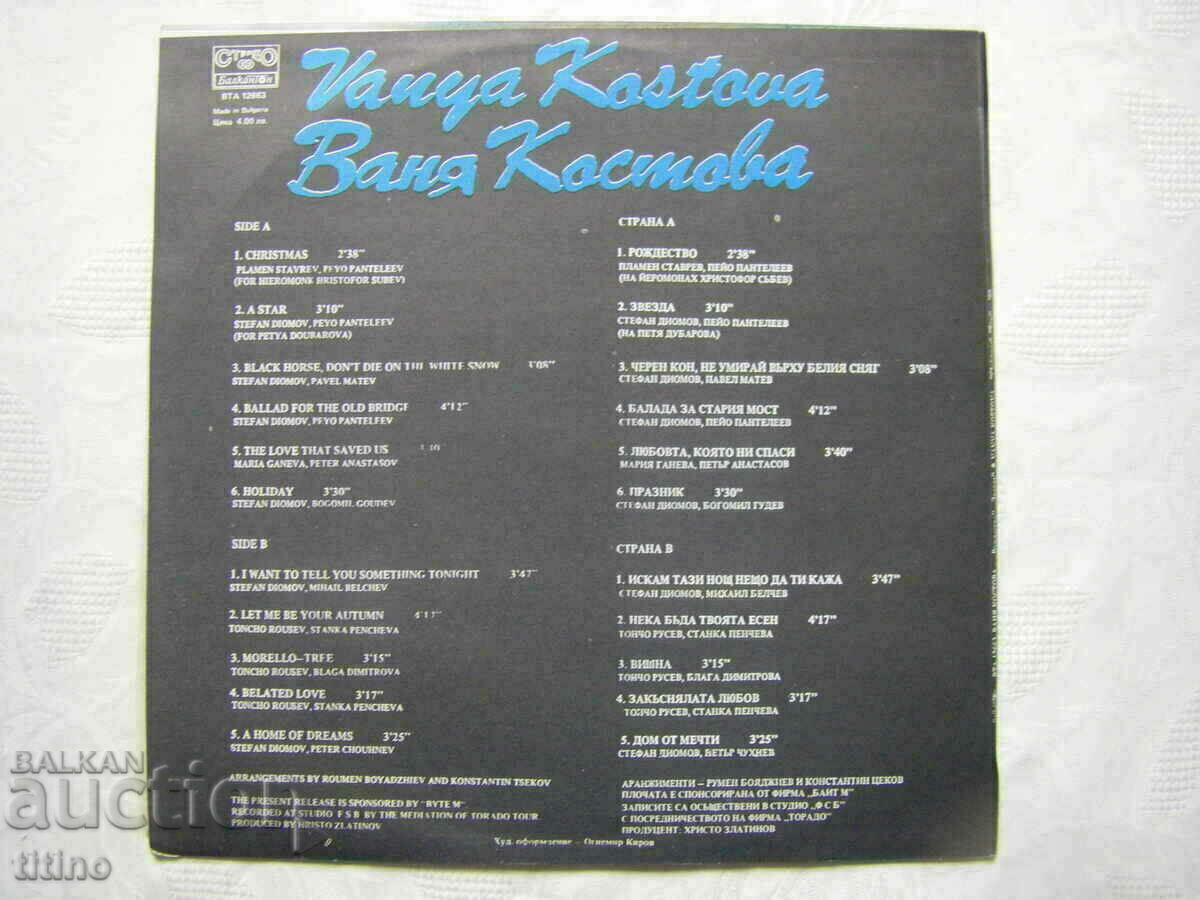 СТЕРЕО
Балкантон
ВТА 12663
Made in Bulgaria
Цена 4.00 лв.
Vanya Kostova
Ваня Костова
SIDE A
1. CHRISTMAS 2'38"
PLAMEN STAVREV, PEYO PANTELEEV
(FOR HIEROMONK HRISTOFOR SUBEV)
2. A STAR 3'10"
STEFAN DIOMOV, PEYO PANTELEEV
(FOR PETYA DOUBAROVA)
3. BLACK HORSE, DON'T DIE ON THE WHITE SNOW 3'08"
STEFAN DIOMOV, PAVEL MATEV
4. BALLAD FOR THE OLD BRIDGE 4'12"
STEFAN DIOMOV, PEYO PANTELEEV
5. THE LOVE THAT SAVED US
MARIA GANEVA, PETER ANASTASOV
6. HOLIDAY 3'30"
STEFAN DIOMOV, BOGOMIL GOUDEV
SIDE B
1. I WANT TO TELL YOU SOMETHING TONIGHT 3'47"
STEFAN DIOMOV, MIHAIL BELCHEV
2. LET ME BE YOUR AUTUMN 4'17"
TONCHO ROUSEV, STANKA PENCHEVA
3. MORELLO-TREE 3'15"
TONCHO ROUSEV, BLAGA DIMITROVA
4. BELATED LOVE 3'17"
TONCHO ROUSEV, STANKA PENCHEVA
5. A HOME OF DREAMS 3'25"
STEFAN DIOMOV, PETER CHOUHNEV
ARRANGEMENTS BY ROUMEN BOYADZHIEV AND KONSTANTIN TSEKOV
THE PRESENT RELEASE IS SPONSORED BY "BYTE M"
RECORDED AT STUDIO F S B BY THE MEDIATION OF TORADO TOUR
PRODUCED BY HRISTO ZLATINOV
СТРАНА А
1. РОЖДЕСТВО 2'38"
ПЛАМЕН СТАВРЕВ, ПЕЙО ПАНТЕЛЕЕВ
(НА ЙЕРОМОНАХ ХРИСТОФОР СЪБЕВ)
2. ЗВЕЗДА 3'10"
СТЕФАН ДИОМОВ, ПЕЙО ПАНТЕЛЕЕВ
(НА ПЕТЯ ДУБАРОВА)
3. ЧЕРЕН КОН, НЕ УМИРАЙ ВЪРХУ БЕЛИЯ СНЯГ 3'08"
СТЕФАН ДИОМОВ, ПАВЕЛ МАТЕВ
4. БАЛАДА ЗА СТАРИЯ МОСТ 4'12"
СТЕФАН ДИОМОВ, ПЕЙО ПАНТЕЛЕЕВ
5. ЛЮБОВТА, КОЯТО НИ СПАСИ 3'40"
МАРИЯ ГАНЕВА, ПЕТЪР АНАСТАСОВ
6. ПРАЗНИК 3'30"
СТЕФАН ДИОМОВ, БОГОМИЛ ГУДЕВ
СТРАНА В
1. ИСКАМ ТАЗИ НОЩ НЕЩО ДА ТИ КАЖА 3'47"
СТЕФАН ДИОМОВ, МИХАИЛ БЕЛЧЕВ
2. НЕКА БЪДА ТВОЯТА ЕСЕН 4'17"
ТОНЧО РУСЕВ, СТАНКА ПЕНЧЕВА
3. ВИШНА 3'15"
ТОНЧО РУСЕВ, БЛАГА ДИМИТРОВА
4. ЗАКЪСНЯЛАТА ЛЮБОВ 3'17"
ТОНЧО РУСЕВ, СТАНКА ПЕНЧЕВА
5. ДОМ ОТ МЕЧТИ 3'25"
СТЕФАН ДИОМОВ, ПЕТЪР ЧУХНЕВ
АРАНЖИМЕНТИ – РУМЕН БОЯДЖИЕВ И КОНСТАНТИН ЦЕКОВ
ПЛОЧАТА Е СПОНСОРИРАНА ОТ ФИРМА „БАИТ М"
ЗАПИСИТЕ СА ОСЪЩЕСТВЕНИ В СТУДИО „Ф С Б"
С ПОСРЕДНИЧЕСТВОТО НА ФИРМА „ТОРАДО"
ПРОДУЦЕНТ: ХРИСТО ЗЛАТИНОВ
Худ. оформление – Огнемир Киров
BALKAN
auction
titino